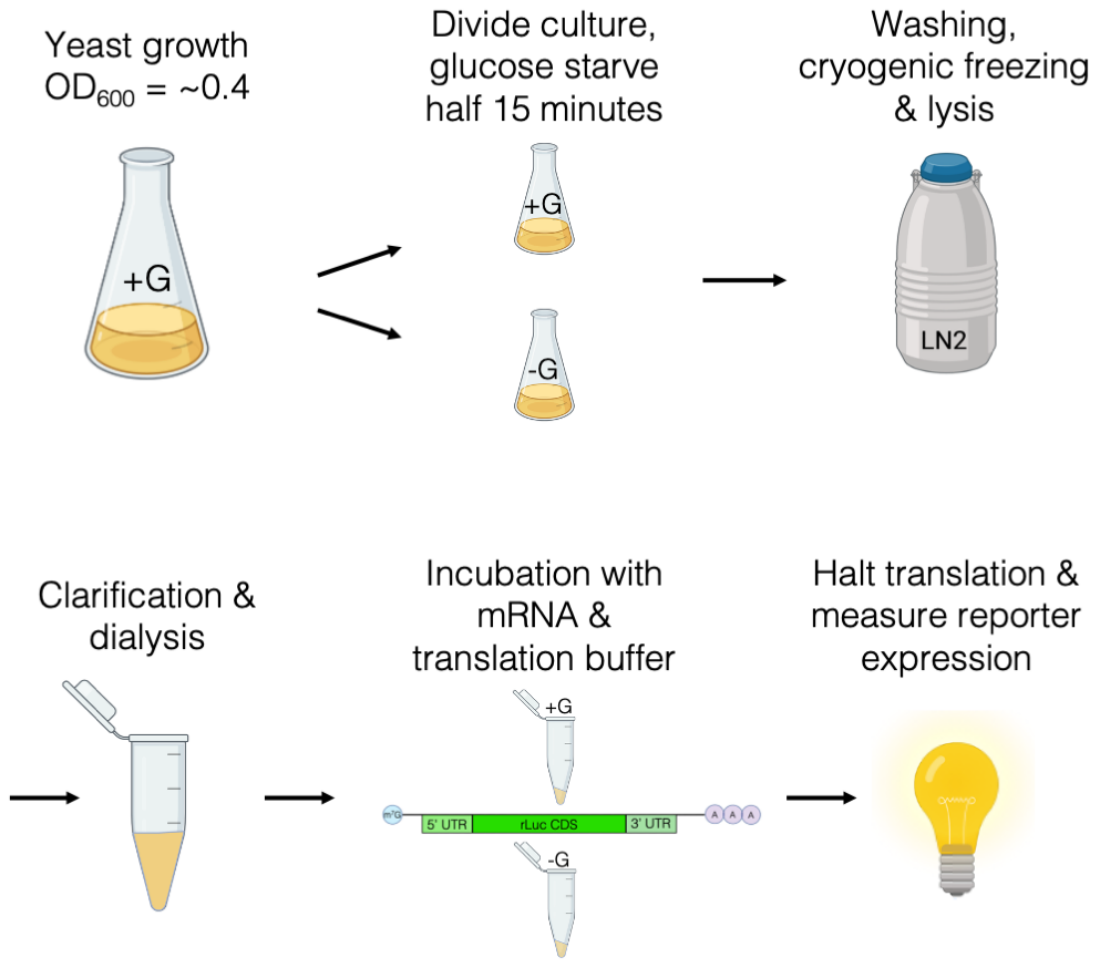 Yeast growth
OD600 = ~0.4
Divide culture,
glucose starve
half 15 minutes
Washing,
cryogenic freezing
& lysis
+G
+G
-G
LN2
Clarification &
dialysis
Incubation with
mRNA &
translation buffer
Halt translation &
measure reporter
expression
+G
m7G 5' UTR rLuc CDS 3' UTR A A A
-G